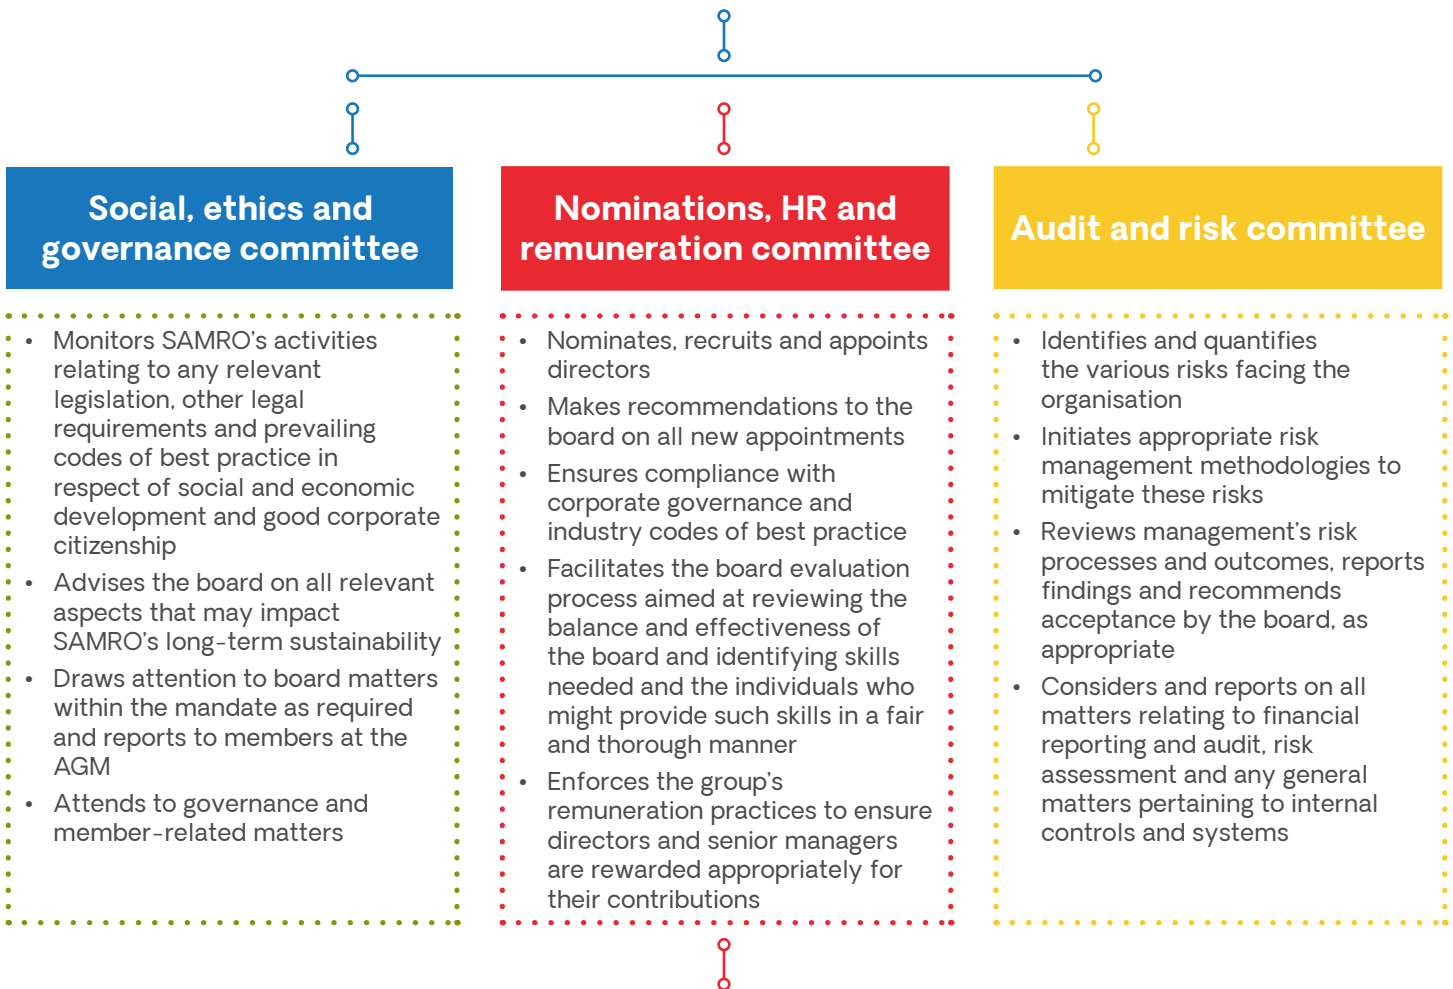 Social, ethics and
governance committee
• Monitors SAMRO’s activities
relating to any relevant
legislation, other legal
requirements and prevailing
codes of best practice in
respect of social and economic
development and good corporate
citizenship
• Advises the board on all relevant
aspects that may impact
SAMRO’s long-term sustainability
• Draws attention to board matters
within the mandate as required
and reports to members at the
AGM
• Attends to governance and
member-related matters
Nominations, HR and
remuneration committee
• Nominates, recruits and appoints
directors
• Makes recommendations to the
board on all new appointments
• Ensures compliance with
corporate governance and
industry codes of best practice
• Facilitates the board evaluation
process aimed at reviewing the
balance and effectiveness of
the board and identifying skills
needed and the individuals who
might provide such skills in a fair
and thorough manner
• Enforces the group’s
remuneration practices to ensure
directors and senior managers
are rewarded appropriately for
their contributions
Audit and risk committee
• Identifies and quantifies
the various risks facing the
organisation
• Initiates appropriate risk
management methodologies to
mitigate these risks
• Reviews management’s risk
processes and outcomes, reports
findings and recommends
acceptance by the board, as
appropriate
• Considers and reports on all
matters relating to financial
reporting and audit, risk
assessment and any general
matters pertaining to internal
controls and systems